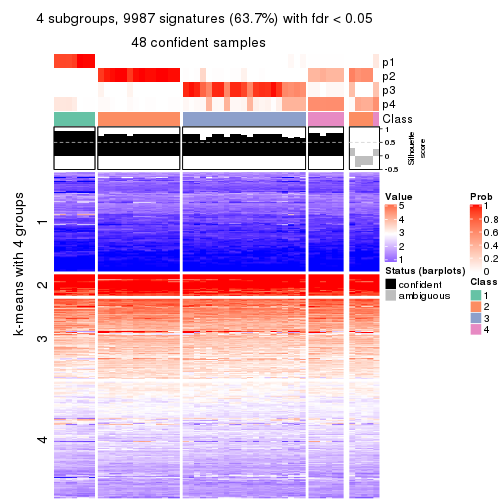 4 subgroups, 9987 signatures (63.7%) with fdr < 0.05
48 confident samples
p1
p2
p3
p4
Class
1
0.5
0
-0.5
Silhouette
score
k-means with 4 groups
1
2
3
4
Value
5
4
3
2
1
Status (barplots)
confident
ambiguous
Prob
1
0.8
0.6
0.4
0.2
0
Class
1
2
3
4